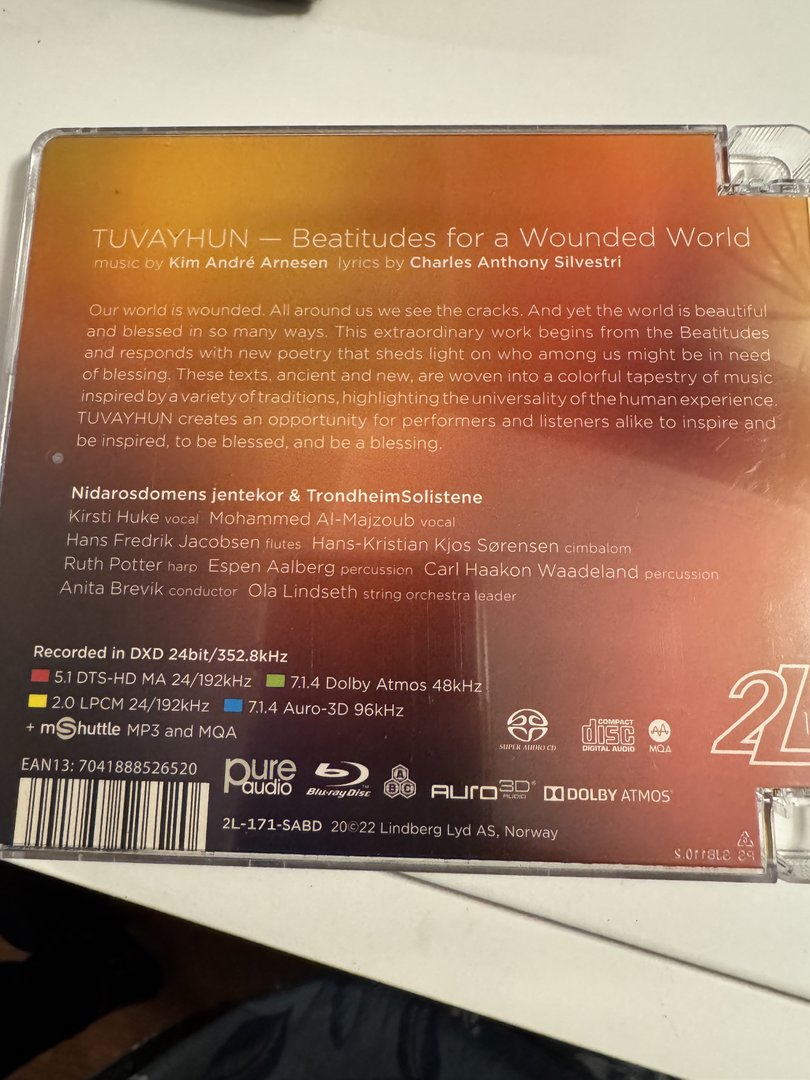 TUVAYHUN — Beatitudes for a Wounded World
music by Kim André Arnesen lyrics by Charles Anthony Silvestri
Our world is wounded. All around us we see the cracks. And yet the world is beautiful
and blessed in so many ways. This extraordinary work begins from the Beatitudes
and responds with new poetry that sheds light on who among us might be in need
of blessing. These texts, ancient and new, are woven into a colorful tapestry of music
inspired by a variety of traditions, highlighting the universality of the human experience.
TUVAYHUN creates an opportunity for performers and listeners alike to inspire and
be inspired, to be blessed, and be a blessing.
Nidarosdomens jentekor & TrondheimSolistene
Kirsti Huke vocal Mohammed Al-Majzoub vocal
Hans Fredrik Jacobsen flutes Hans-Kristian Kjos Sørensen cimbalom
Ruth Potter harp Espen Aalberg percussion Carl Haakon Waadeland percussion
Anita Brevik conductor Ola Lindseth string orchestra leader
Recorded in DXD 24bit/352.8kHz
5.1 DTS-HD MA 24/192kHz 7.1.4 Dolby Atmos 48kHz
2.0 LPCM 24/192kHz 7.1.4 Auro-3D 96kHz
+ mShuttle MP3 and MQA
SUPER AUDIO CD COMPACT disc DIGITAL AUDIO MQA 2L
EAN13: 7041888526520
pure audio Blu-ray Disc ABC AURO 3D AUDIO DOLBY ATMOS
2L-171-SABD 20©22 Lindberg Lyd AS, Norway